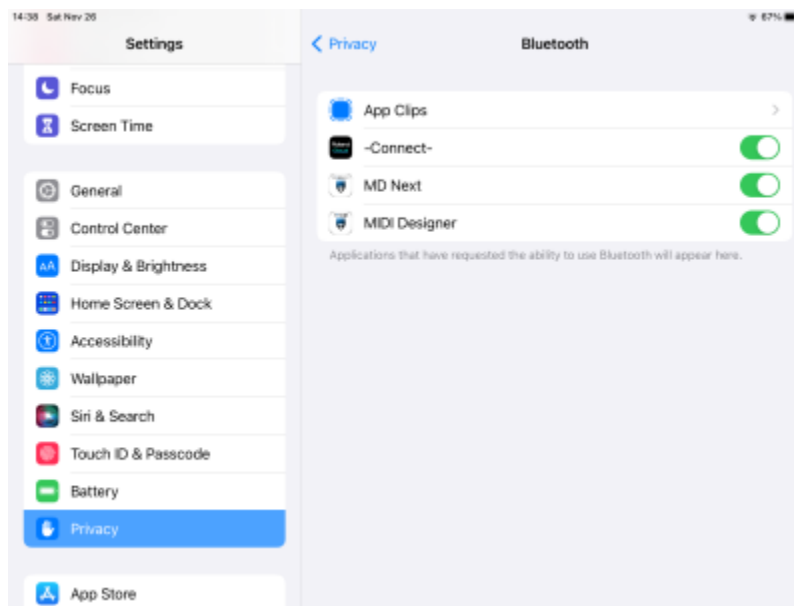 14:38 Sat Nov 26
67%
Settings
Focus
Screen Time
General
Control Center
AA
Display & Brightness
Home Screen & Dock
Accessibility
Wallpaper
Siri & Search
Touch ID & Passcode
Battery
Privacy
App Store
Privacy
Bluetooth
App Clips
-Connect-
MD Next
MIDI Designer
Applications that have requested the ability to use Bluetooth will appear here.